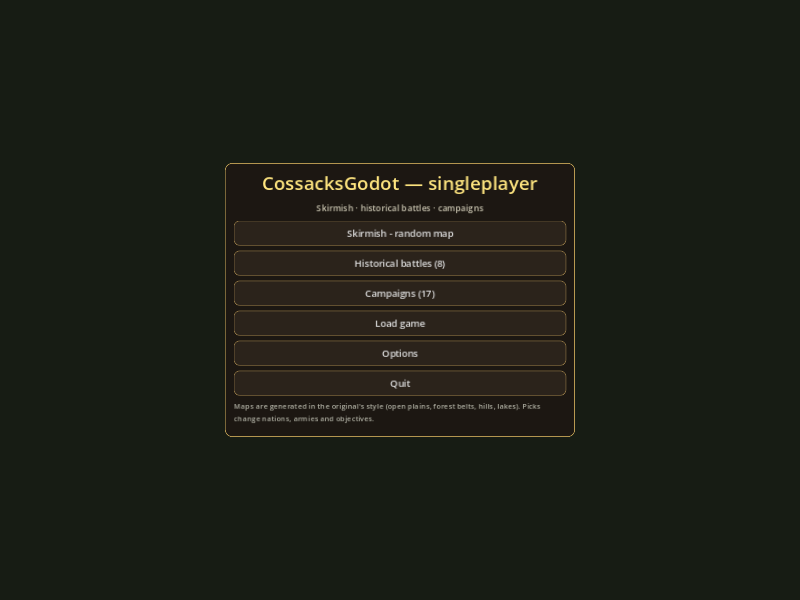 CossacksGodot — singleplayer
Skirmish · historical battles · campaigns
Skirmish - random map
Historical battles (8)
Campaigns (17)
Load game
Options
Quit
Maps are generated in the original's style (open plains, forest belts, hills, lakes). Picks
change nations, armies and objectives.